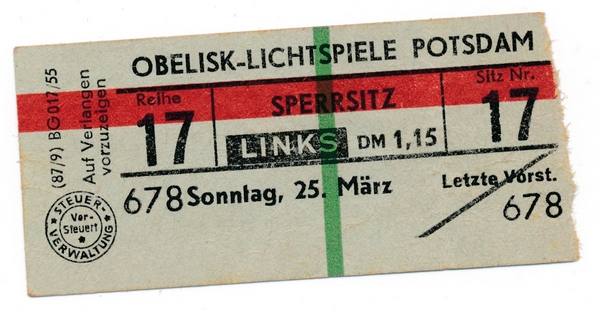 OBELISK-LICHTSPIELE POTSDAM
(87/9) BG 017/55
Auf Verlangen
vorzuzeigen
Reihe
17
SPERRSITZ
LINKS DM 1,15
Sitz Nr.
17
678 Sonntag, 25. März
Letzte Vorst.
678
STEUER-
VERWALTUNG
Ver-
Steuert